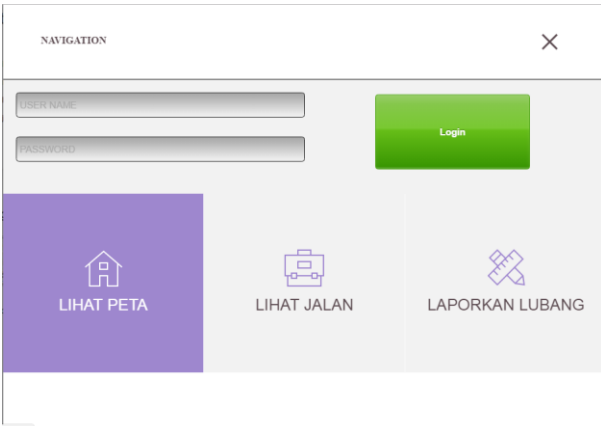 NAVIGATION
USER NAME
Login
PASSWORD
LIHAT PETA
LIHAT JALAN
LAPORKAN LUBANG